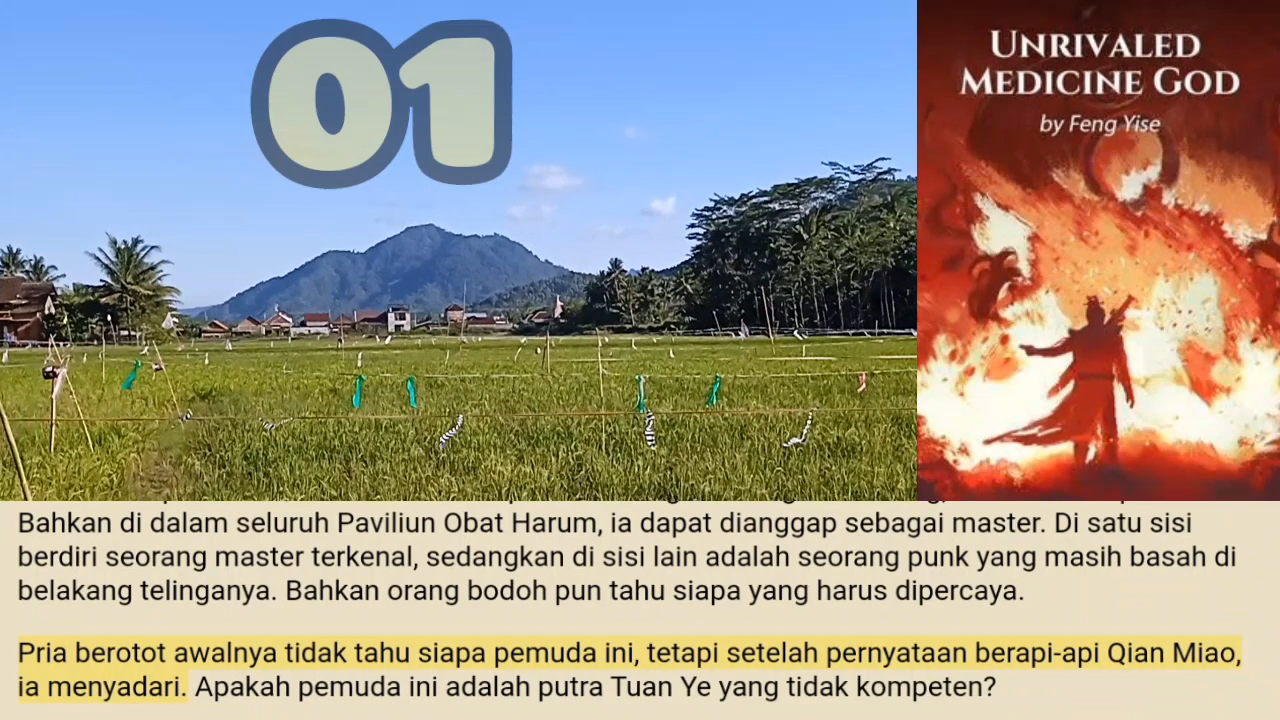 01
UNRIVALED
MEDICINE GOD
by Feng Yise
Bahkan di dalam seluruh Paviliun Obat Harum, ia dapat dianggap sebagai master. Di satu sisi
berdiri seorang master terkenal, sedangkan di sisi lain adalah seorang punk yang masih basah di
belakang telinganya. Bahkan orang bodoh pun tahu siapa yang harus dipercaya.
Pria berotot awalnya tidak tahu siapa pemuda ini, tetapi setelah pernyataan berapi-api Qian Miao,
ia menyadari. Apakah pemuda ini adalah putra Tuan Ye yang tidak kompeten?